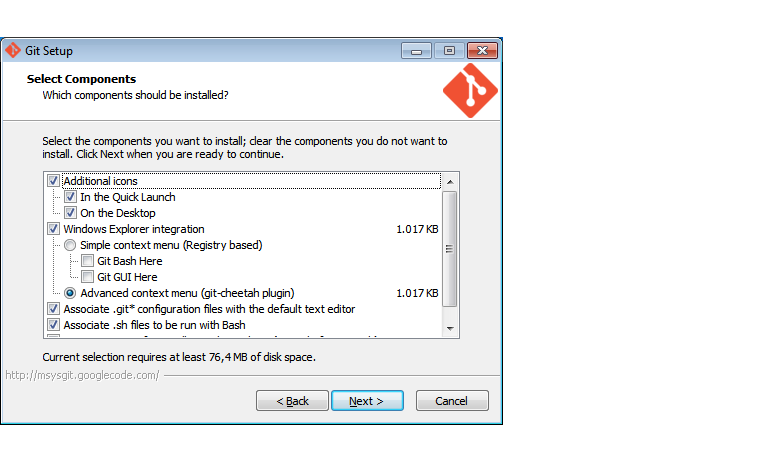 Git Setup
Select Components
Which components should be installed?
Select the components you want to install; clear the components you do not want to
install. Click Next when you are ready to continue.
Additional icons
In the Quick Launch
On the Desktop
Windows Explorer integration 1.017 KB
Simple context menu (Registry based)
Git Bash Here
Git GUI Here
Advanced context menu (git-cheetah plugin) 1.017 KB
Associate .git* configuration files with the default text editor
Associate .sh files to be run with Bash
Current selection requires at least 76,4 MB of disk space.
http://msysgit.googlecode.com/
< Back Next > Cancel